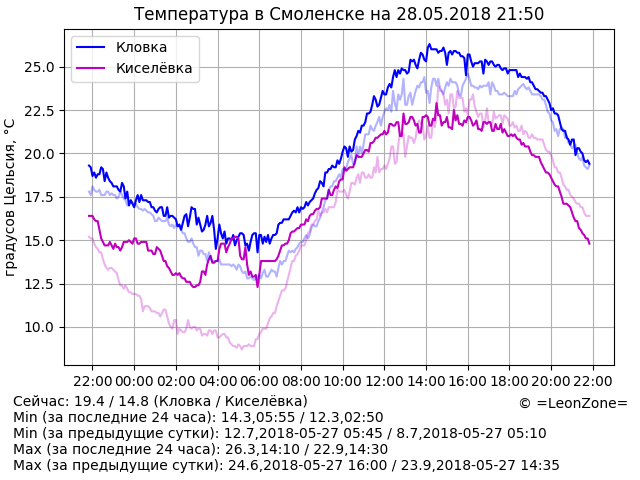 Температура в Смоленске на 28.05.2018 21:50
Кловка
Киселёвка
градусов Цельсия, °C
25.0
22.5
20.0
17.5
15.0
12.5
10.0
22:00 00:00 02:00 04:00 06:00 08:00 10:00 12:00 14:00 16:00 18:00 20:00 22:00
Сейчас: 19.4 / 14.8 (Кловка / Киселёвка)
© =LeonZone=
Min (за последние 24 часа): 14.3,05:55 / 12.3,02:50
Min (за предыдущие сутки): 12.7,2018-05-27 05:45 / 8.7,2018-05-27 05:10
Max (за последние 24 часа): 26.3,14:10 / 22.9,14:30
Max (за предыдущие сутки): 24.6,2018-05-27 16:00 / 23.9,2018-05-27 14:35